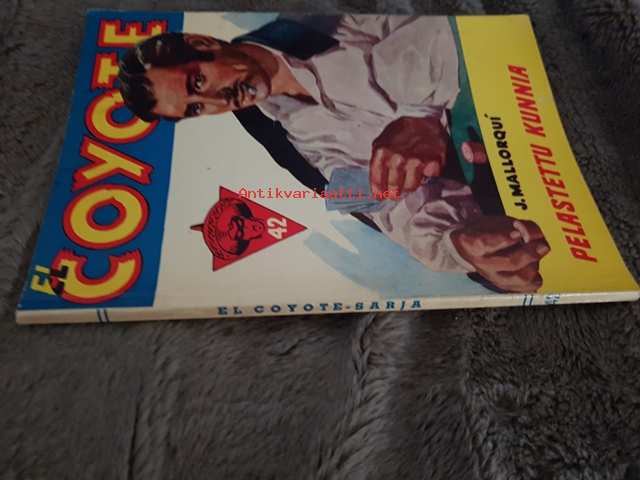 EL
COYOTE
42
J. MALLORQUÍ
PELASTETTU KUNNIA
EL COYOTE-SARJA
Antikvariaatti.net